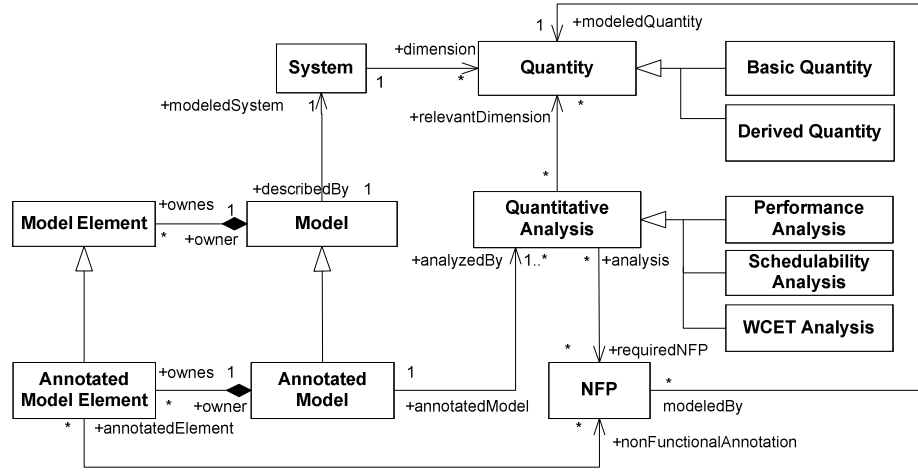 1
+modeledQuantity
System
+dimension
1
*
Quantity
Basic Quantity
+modeledSystem
1
+relevantDimension
*
Derived Quantity
+describedBy
1
*
Model Element
+ownes
1
*
+owner
Model
Quantitative
Analysis
Performance
Analysis
+analyzedBy
1..*
*
+analysis
Schedulability
Analysis
WCET Analysis
*
+requiredNFP
Annotated
Model Element
+ownes
1
*
+owner
Annotated
Model
1
+annotatedModel
NFP
*
modeledBy
*
+annotatedElement
*
+nonFunctionalAnnotation